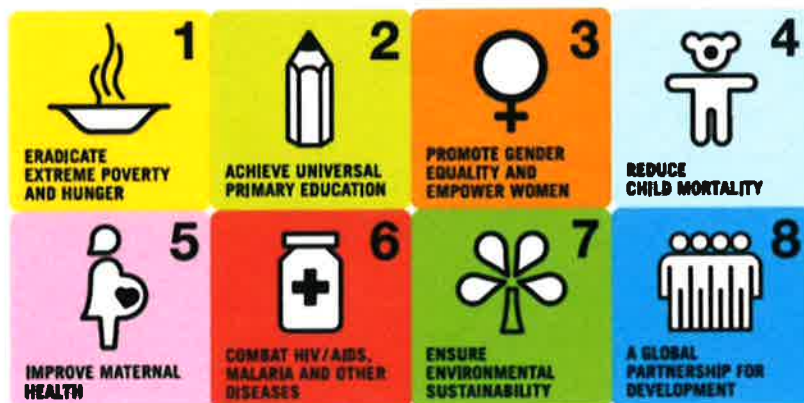 1
ERADICATE
EXTREME POVERTY
AND HUNGER
2
ACHIEVE UNIVERSAL
PRIMARY EDUCATION
3
PROMOTE GENDER
EQUALITY AND
EMPOWER WOMEN
4
REDUCE
CHILD MORTALITY
5
IMPROVE MATERNAL
HEALTH
6
COMBAT HIV/AIDS,
MALARIA AND OTHER
DISEASES
7
ENSURE
ENVIRONMENTAL
SUSTAINABILITY
8
A GLOBAL
PARTNERSHIP FOR
DEVELOPMENT